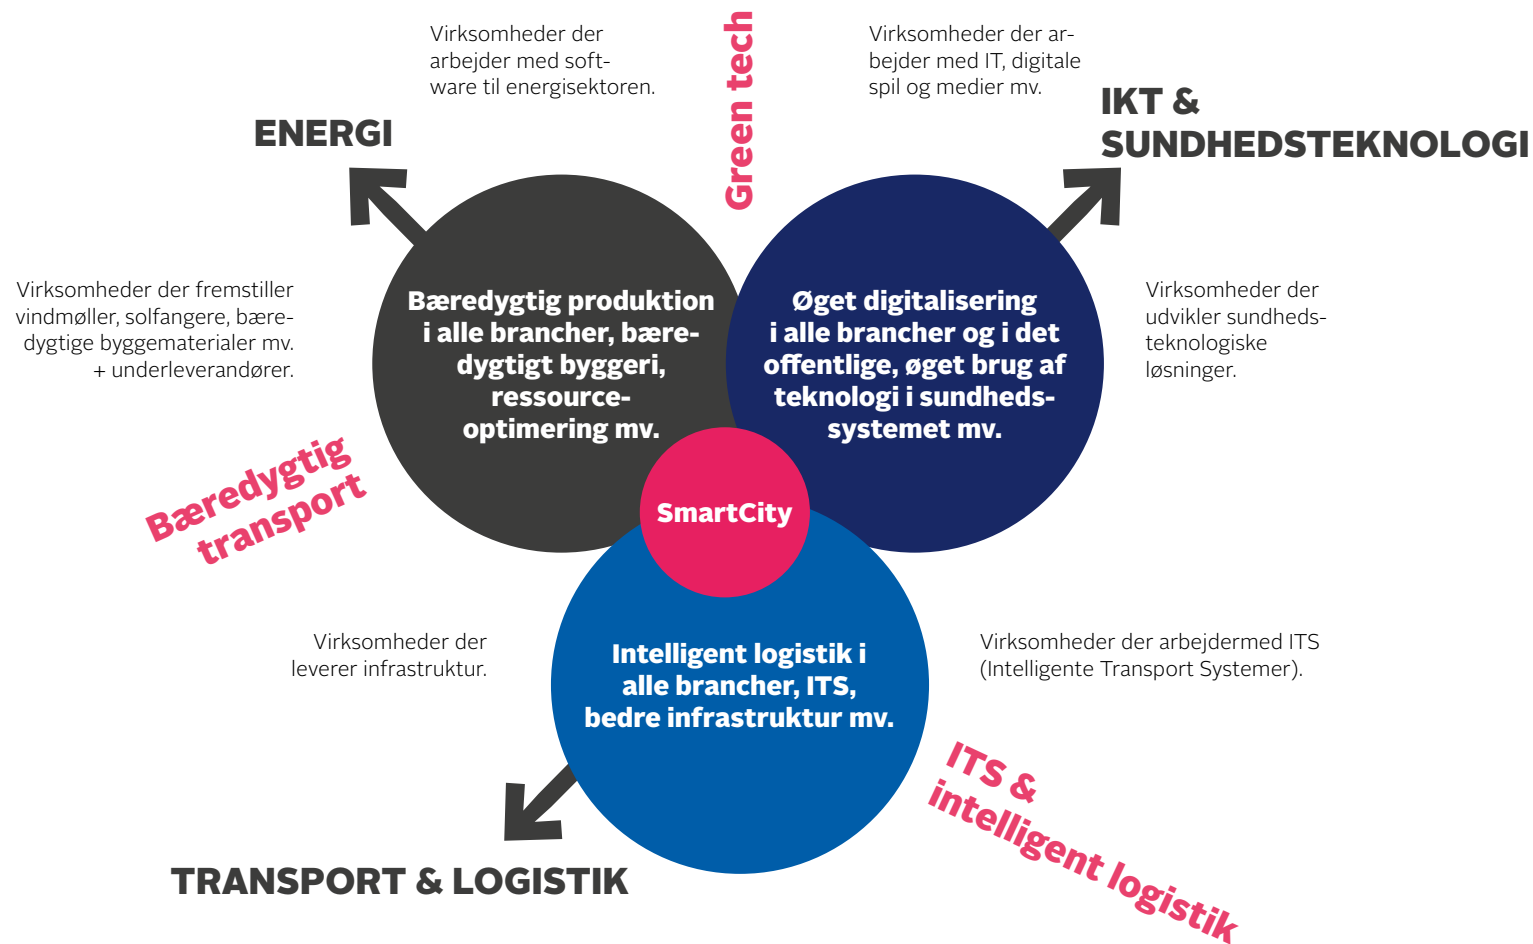 Virksomheder der
arbejder med soft-
ware til energisektoren.
Green tech
Virksomheder der ar-
bejder med IT, digitale
spil og medier mv.
ENERGI
IKT &
SUNDHEDSTEKNOLOGI
Virksomheder der fremstiller
vindmøller, solfangere, bære-
dygtige byggematerialer mv.
+ underleverandører.
Bæredygtig produktion
i alle brancher, bære-
dygtigt byggeri,
ressource-
optimering mv.
Øget digitalisering
i alle brancher og i det
offentlige, øget brug af
teknologi i sundheds-
systemet mv.
Virksomheder der
udvikler sundheds-
teknologiske
løsninger.
Bæredygtig
transport
SmartCity
Virksomheder der
leverer infrastruktur.
Intelligent logistik i
alle brancher, ITS,
bedre infrastruktur mv.
Virksomheder der arbejdermed ITS
(Intelligente Transport Systemer).
ITS &
intelligent logistik
TRANSPORT & LOGISTIK